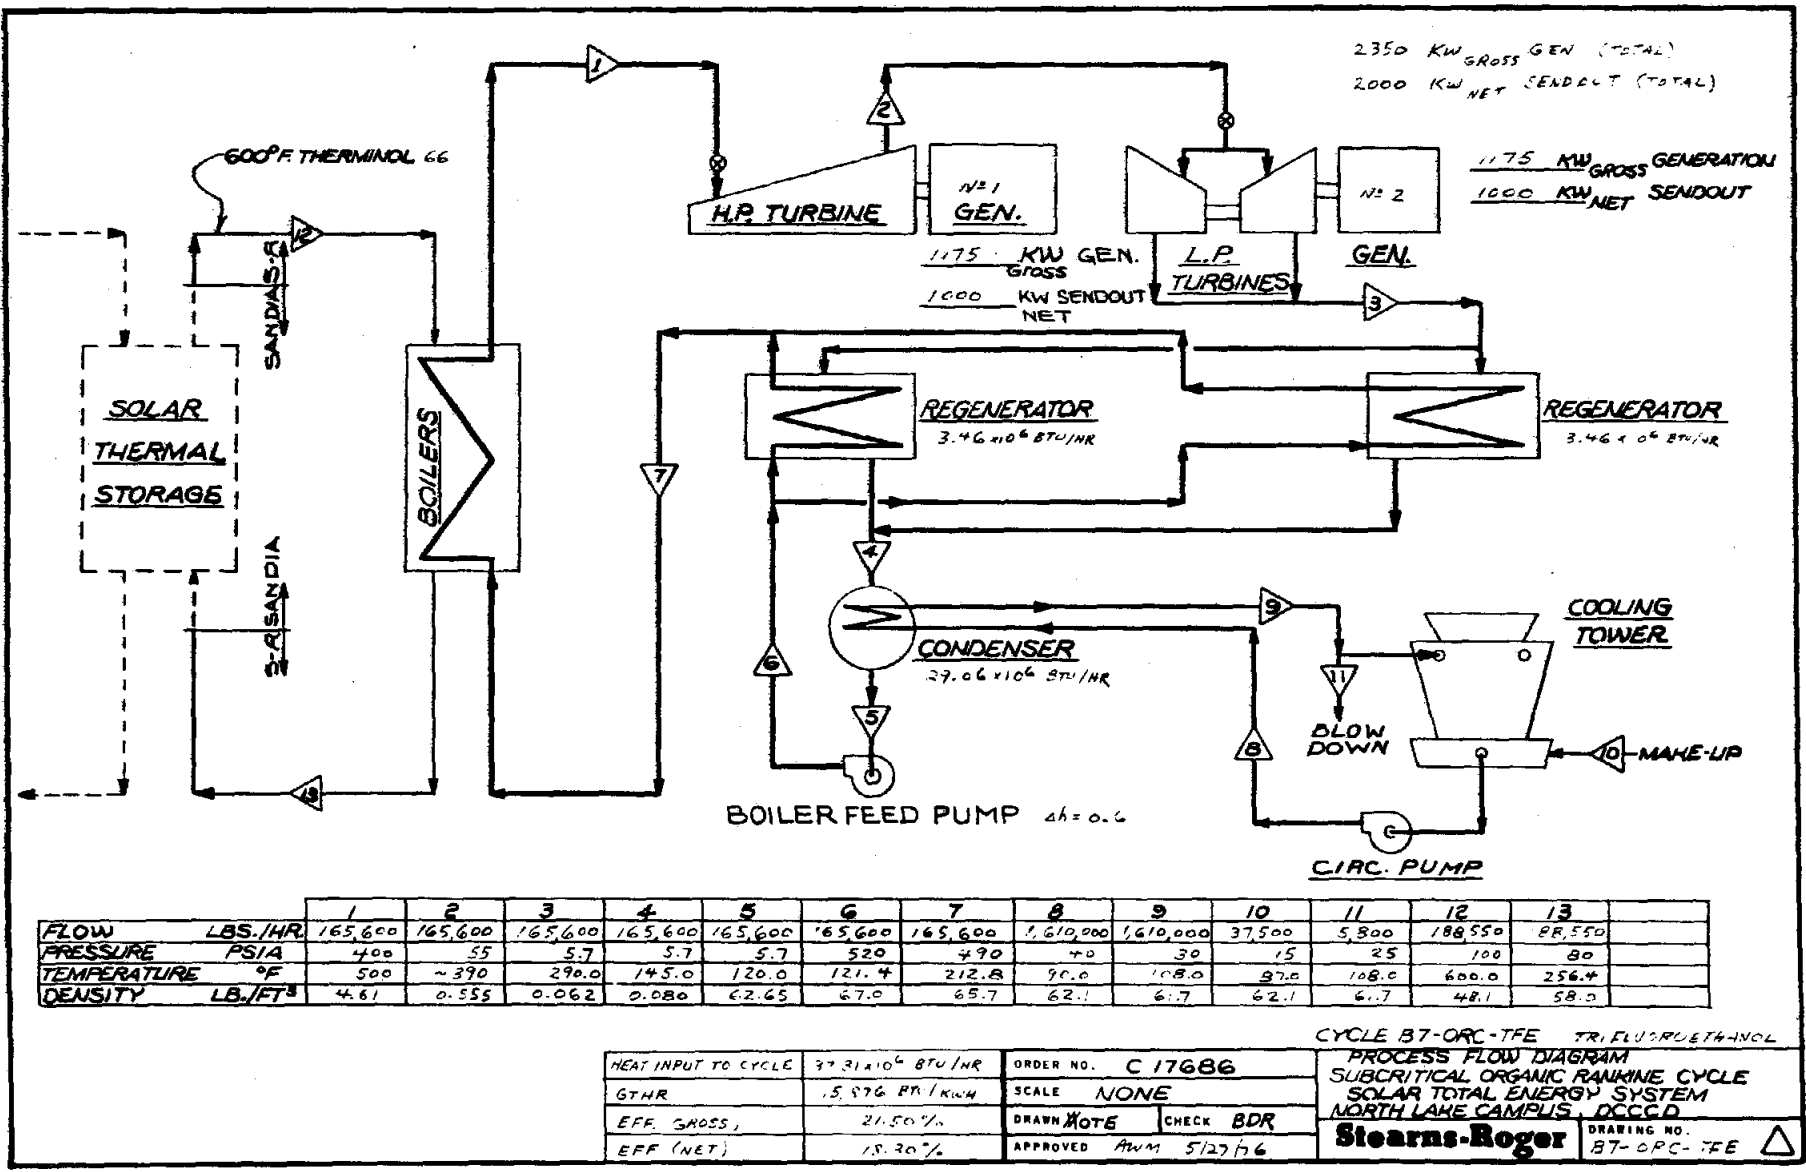 2350 KW GROSS GEN (TOTAL)
2000 KW NET SENDOUT (TOTAL)
1
2
600°F. THERMINOL 66
12
SANDIA S-R
H.P. TURBINE
Nº 1
GEN.
1175 KW GEN.
GROSS
1000 KW SENDOUT
NET
L.P.
TURBINES
Nº 2
GEN.
1175 KW GROSS GENERATION
1000 KW NET SENDOUT
3
SOLAR
THERMAL
STORAGE
BOILERS
7
REGENERATOR
3.46 x10⁶ BTU/HR
REGENERATOR
3.46 x 0⁶ BTU/HR
4
S-R SANDIA
6
CONDENSER
29.06 x10⁶ BTU/HR
5
9
11
BLOW
DOWN
8
COOLING
TOWER
10
MAKE-UP
13
BOILER FEED PUMP Δh = 0.6
CIRC. PUMP
1 2 3 4 5 6 7 8 9 10 11 12 13
FLOW LBS./HR. 165,600 165,600 165,600 165,600 165,600 165,600 165,600 1,610,000 1,610,000 37,500 5,800 188,550 88,550
PRESSURE PSIA 400 55 5.7 5.7 5.7 520 490 40 30 15 25 100 80
TEMPERATURE °F 500 ~390 290.0 145.0 120.0 121.4 212.8 90.0 108.0 108.0 600.0 256.4
DENSITY LB./FT³ 4.61 0.555 0.062 0.080 62.65 67.0 65.7 62.1 61.7 62.1 61.7 48.1
CYCLE B7-ORC-TFE TRIFLUOROETHANOL
HEAT INPUT TO CYCLE 37.31x10⁶ BTU/HR
GTHR 15,876 BTU/KWH
EFF. GROSS, 21.50%
EFF (NET) 18.30%
ORDER NO. C 17686
SCALE NONE
DRAWN MOTE CHECK BDR
APPROVED AWM 5/27/76
PROCESS FLOW DIAGRAM
SUBCRITICAL ORGANIC RANKINE CYCLE
SOLAR TOTAL ENERGY SYSTEM
NORTH LAKE CAMPUS, DCCCD
Stearns-Roger
DRAWING NO.
B7-ORC-TFE